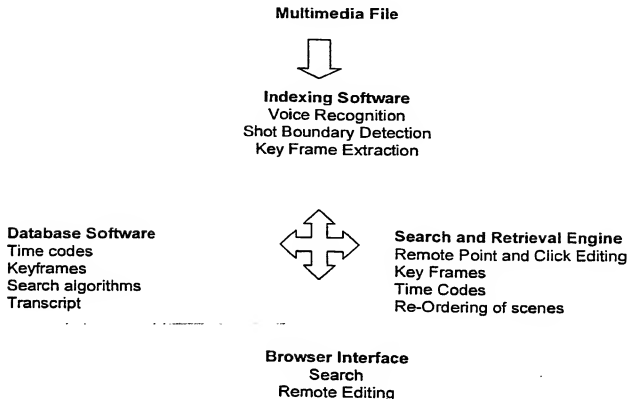 Multimedia File
Indexing Software
Voice Recognition
Shot Boundary Detection
Key Frame Extraction
Database Software
Time codes
Keyframes
Search algorithms
Transcript
Search and Retrieval Engine
Remote Point and Click Editing
Key Frames
Time Codes
Re-Ordering of scenes
Browser Interface
Search
Remote Editing